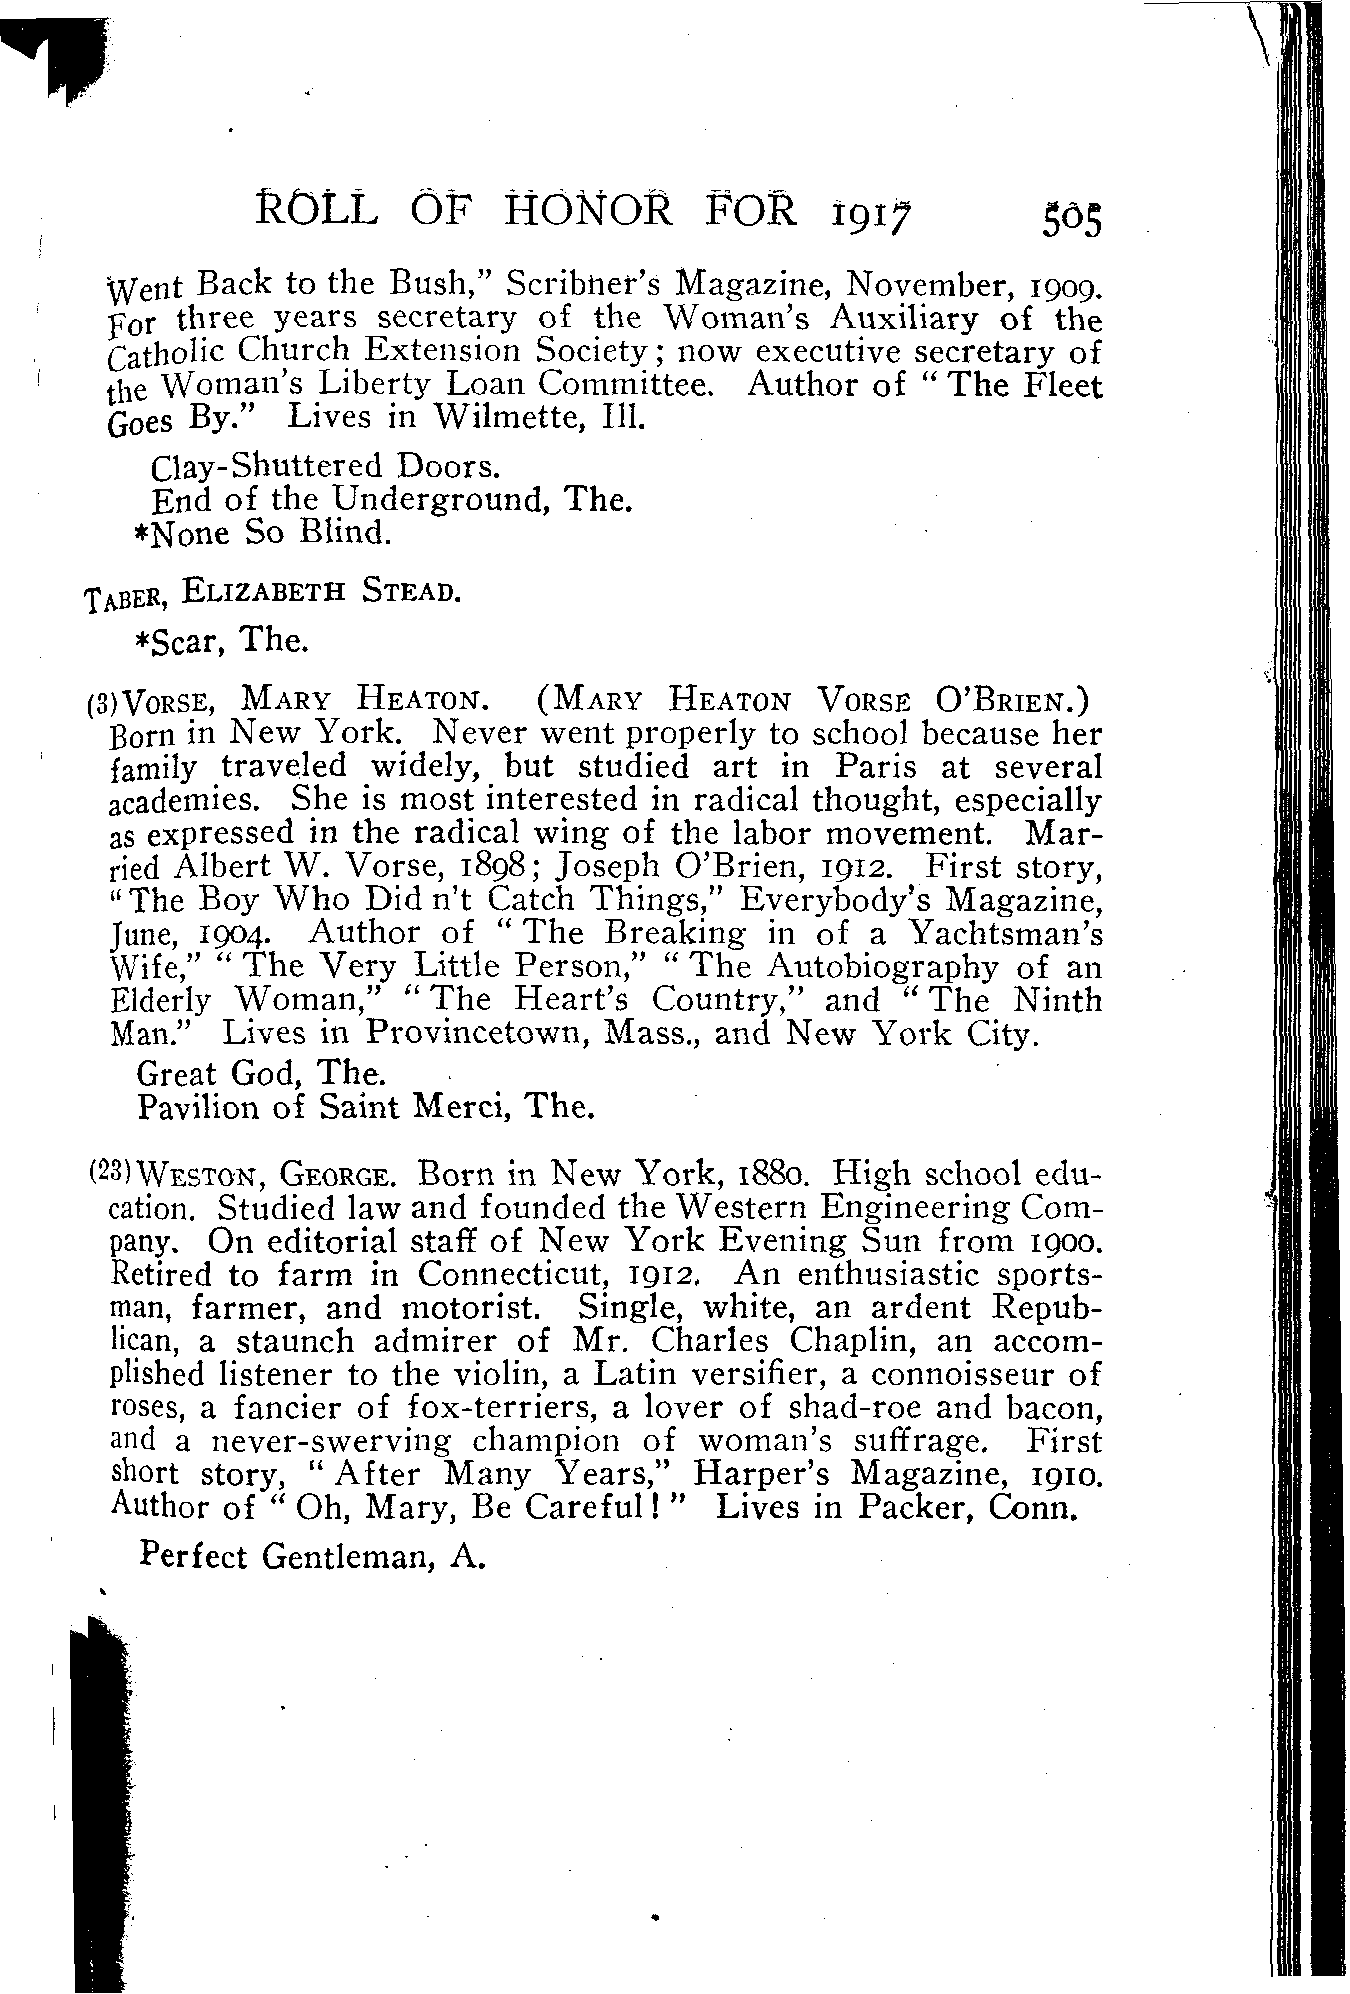 ROLL OF HONOR FOR 1917 505
Went Back to the Bush," Scribner's Magazine, November, 1909.
For three years secretary of the Woman's Auxiliary of the
Catholic Church Extension Society; now executive secretary of
the Woman's Liberty Loan Committee. Author of "The Fleet
Goes By." Lives in Wilmette, Ill.
Clay-Shuttered Doors.
End of the Underground, The.
*None So Blind.
TABER, ELIZABETH STEAD.
*Scar, The.
(3)VORSE, MARY HEATON. (MARY HEATON VORSE O'BRIEN.)
Born in New York. Never went properly to school because her
family traveled widely, but studied art in Paris at several
academies. She is most interested in radical thought, especially
as expressed in the radical wing of the labor movement. Mar-
ried Albert W. Vorse, 1898; Joseph O'Brien, 1912. First story,
"The Boy Who Did n't Catch Things," Everybody's Magazine,
June, 1904. Author of "The Breaking in of a Yachtsman's
Wife," "The Very Little Person," "The Autobiography of an
Elderly Woman," "The Heart's Country," and "The Ninth
Man." Lives in Provincetown, Mass., and New York City.
Great God, The.
Pavilion of Saint Merci, The.
(23)WESTON, GEORGE. Born in New York, 1880. High school edu-
cation. Studied law and founded the Western Engineering Com-
pany. On editorial staff of New York Evening Sun from 1900.
Retired to farm in Connecticut, 1912. An enthusiastic sports-
man, farmer, and motorist. Single, white, an ardent Repub-
lican, a staunch admirer of Mr. Charles Chaplin, an accom-
plished listener to the violin, a Latin versifier, a connoisseur of
roses, a fancier of fox-terriers, a lover of shad-roe and bacon,
and a never-swerving champion of woman's suffrage. First
short story, "After Many Years," Harper's Magazine, 1910.
Author of "Oh, Mary, Be Careful!" Lives in Packer, Conn.
Perfect Gentleman, A.